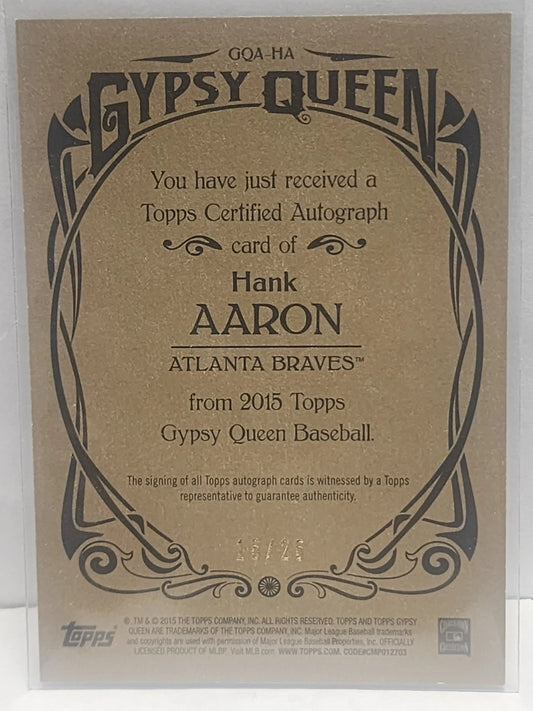 GQA-HA
GYPSY QUEEN
You have just received a
Topps Certified Autograph
card of
Hank
AARON
ATLANTA BRAVES™
from 2015 Topps
Gypsy Queen Baseball.
The signing of all Topps autograph cards is witnessed by a Topps
representative to guarantee authenticity.
/25
topps
®, TM & © 2015 THE TOPPS COMPANY, INC. ALL RIGHTS RESERVED. TOPPS AND TOPPS GYPSY
QUEEN ARE TRADEMARKS OF THE TOPPS COMPANY, INC. Major League Baseball trademarks
and copyrights are used with permission of Major League Baseball Properties, Inc. OFFICIALLY
LICENSED PRODUCT OF MLBP. Visit MLB.com WWW.TOPPS.COM. CODE#CMP012703